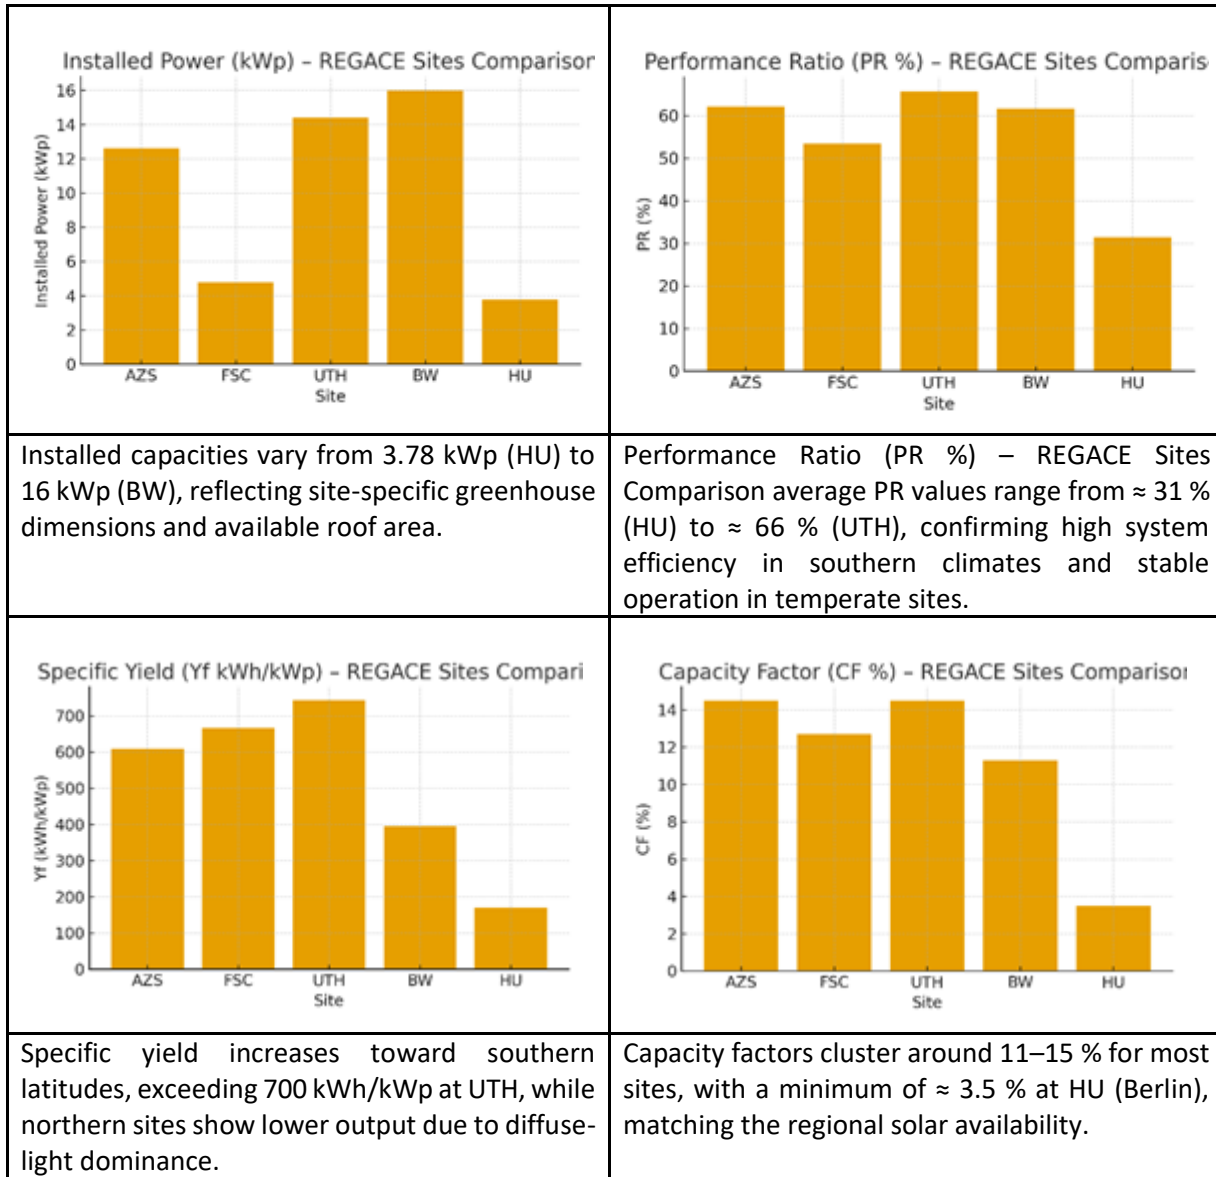 Installed Power (kWp) – REGACE Sites Comparison
Installed Power (kWp)
16
14
12
10
8
6
4
2
0
AZS FSC UTH BW HU
Site
Performance Ratio (PR %) – REGACE Sites Comparis
PR (%)
60
50
40
30
20
10
0
AZS FSC UTH BW HU
Site
Installed capacities vary from 3.78 kWp (HU) to
16 kWp (BW), reflecting site-specific greenhouse
dimensions and available roof area.
Performance Ratio (PR %) – REGACE Sites
Comparison average PR values range from ≈ 31 %
(HU) to ≈ 66 % (UTH), confirming high system
efficiency in southern climates and stable
operation in temperate sites.
Specific Yield (Yf kWh/kWp) – REGACE Sites Compari
Yf (kWh/kWp)
700
600
500
400
300
200
100
0
AZS FSC UTH BW HU
Site
Capacity Factor (CF %) – REGACE Sites Comparison
CF (%)
14
12
10
8
6
4
2
0
AZS FSC UTH BW HU
Site
Specific yield increases toward southern
latitudes, exceeding 700 kWh/kWp at UTH, while
northern sites show lower output due to diffuse-
light dominance.
Capacity factors cluster around 11–15 % for most
sites, with a minimum of ≈ 3.5 % at HU (Berlin),
matching the regional solar availability.